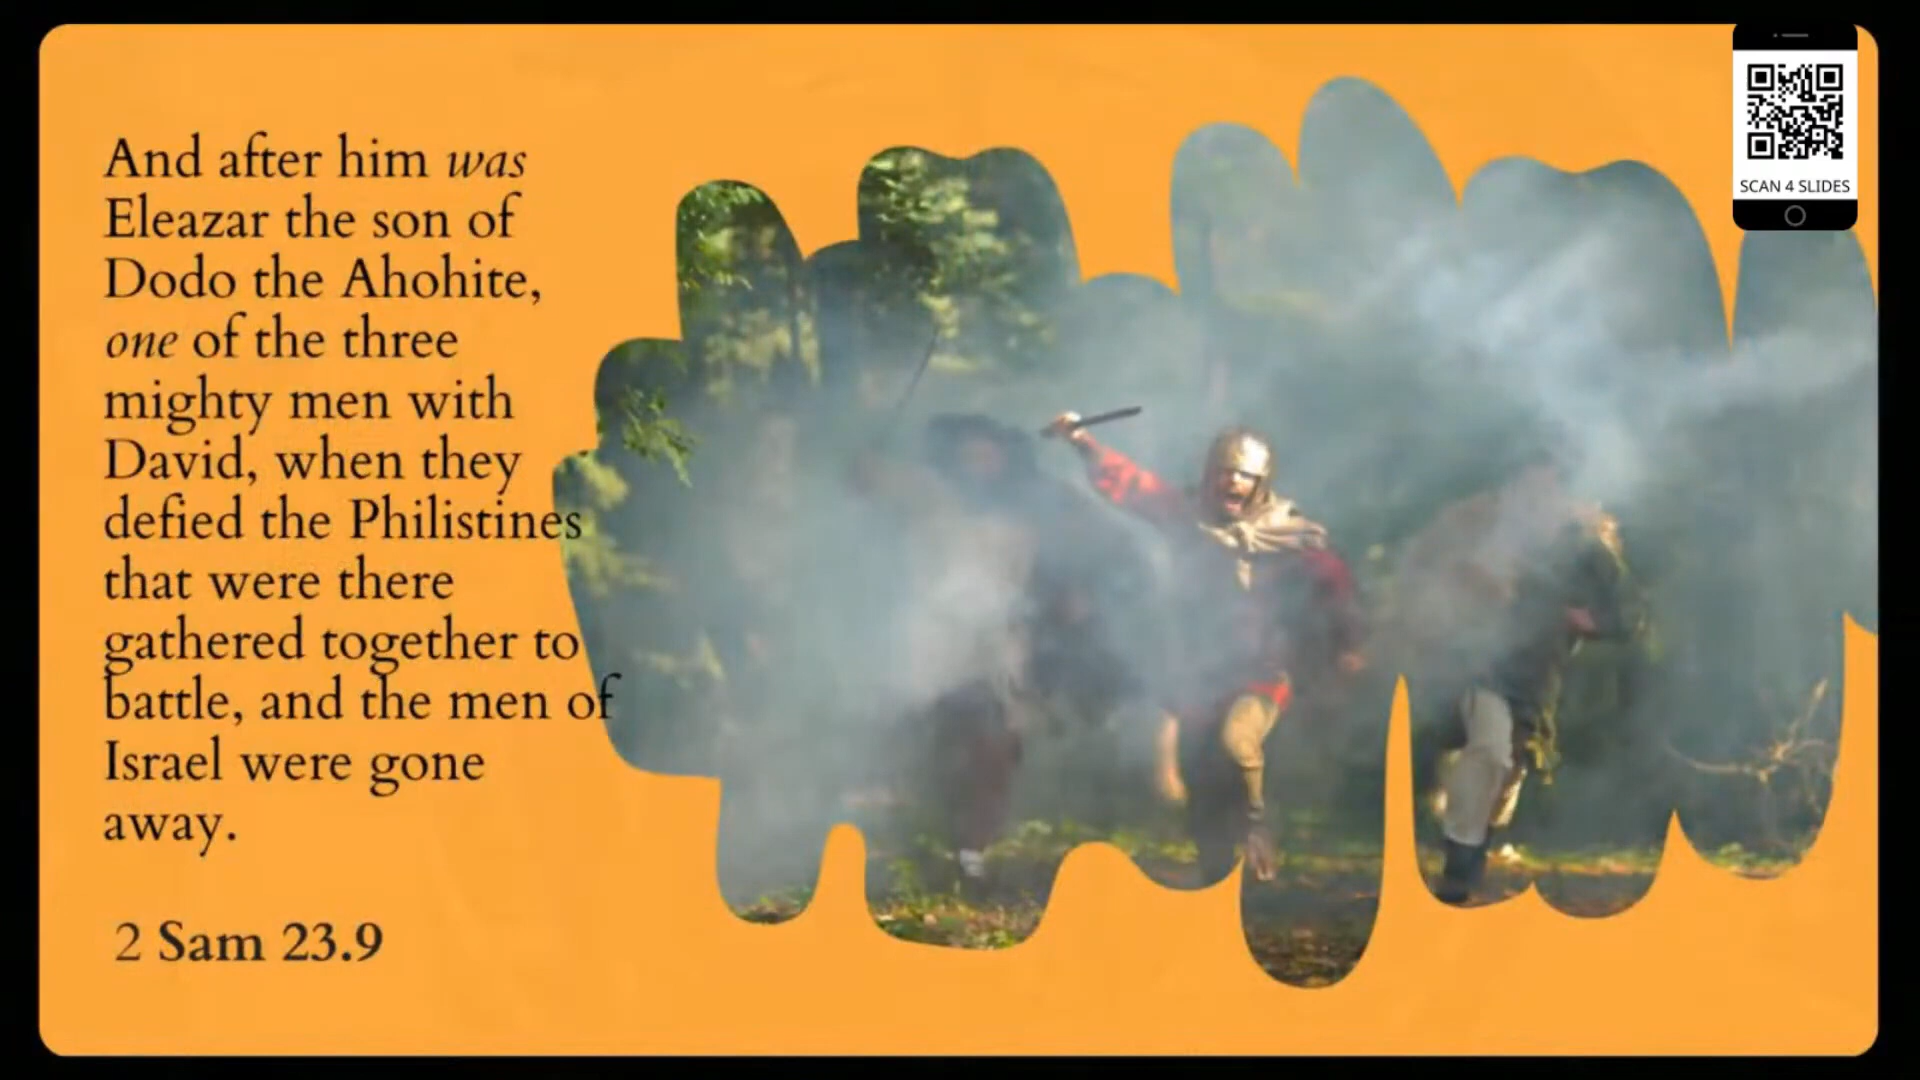 And after him was
Eleazar the son of
Dodo the Ahohite,
one of the three
mighty men with
David, when they
defied the Philistines
that were there
gathered together to
battle, and the men of
Israel were gone
away.
2 Sam 23.9
SCAN 4 SLIDES